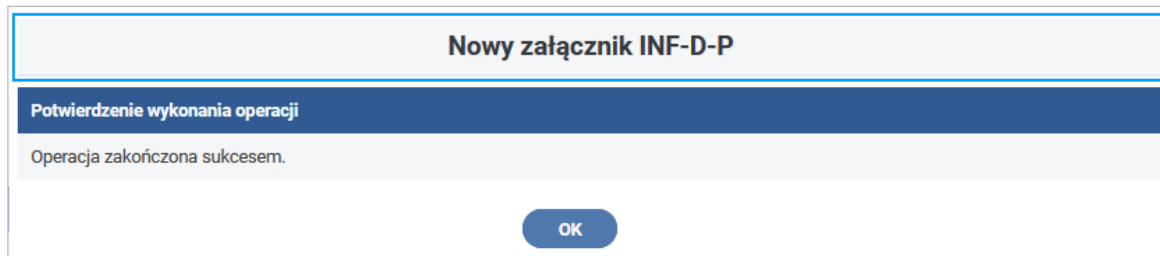 Nowy załącznik INF-D-P
Potwierdzenie wykonania operacji
Operacja zakończona sukcesem.
OK